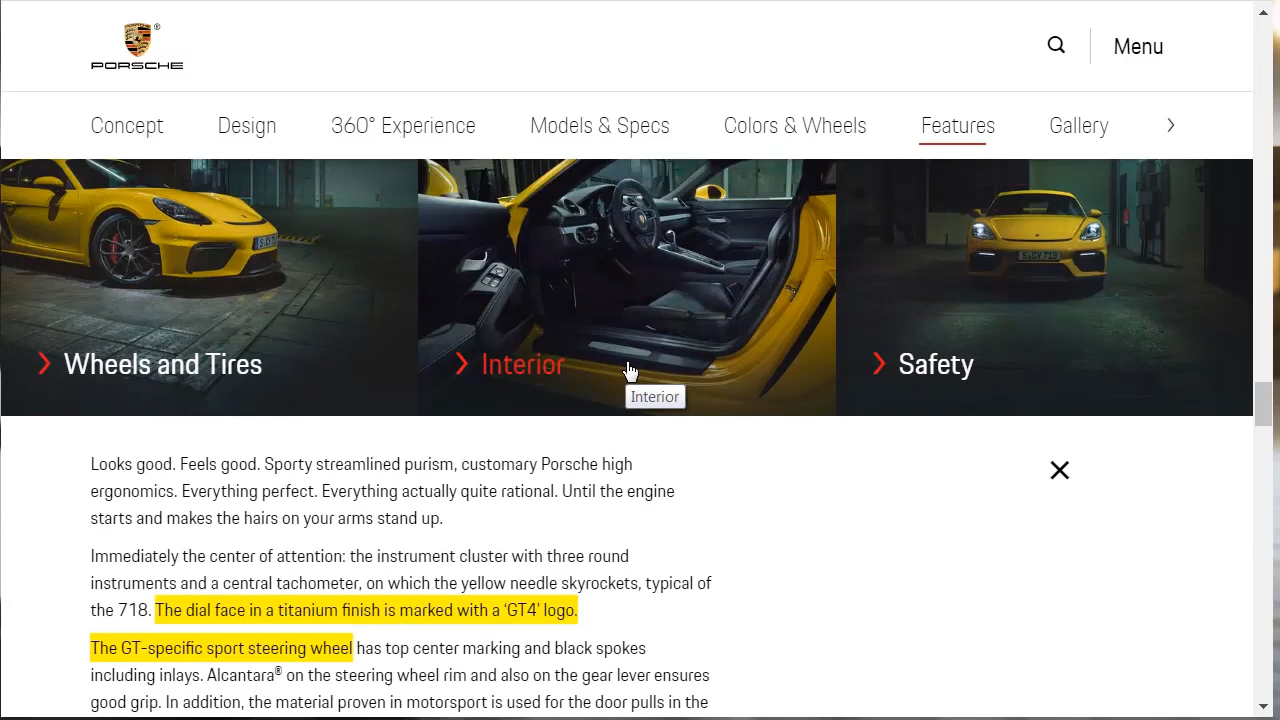 PORSCHE
Menu
Concept Design 360° Experience Models & Specs Colors & Wheels Features Gallery
Wheels and Tires Interior Safety
Interior
Looks good. Feels good. Sporty streamlined purism, customary Porsche high
ergonomics. Everything perfect. Everything actually quite rational. Until the engine
starts and makes the hairs on your arms stand up.
Immediately the center of attention: the instrument cluster with three round
instruments and a central tachometer, on which the yellow needle skyrockets, typical of
the 718. The dial face in a titanium finish is marked with a ‘GT4’ logo.
The GT-specific sport steering wheel has top center marking and black spokes
including inlays. Alcantara® on the steering wheel rim and also on the gear lever ensures
good grip. In addition, the material proven in motorsport is used for the door pulls in the